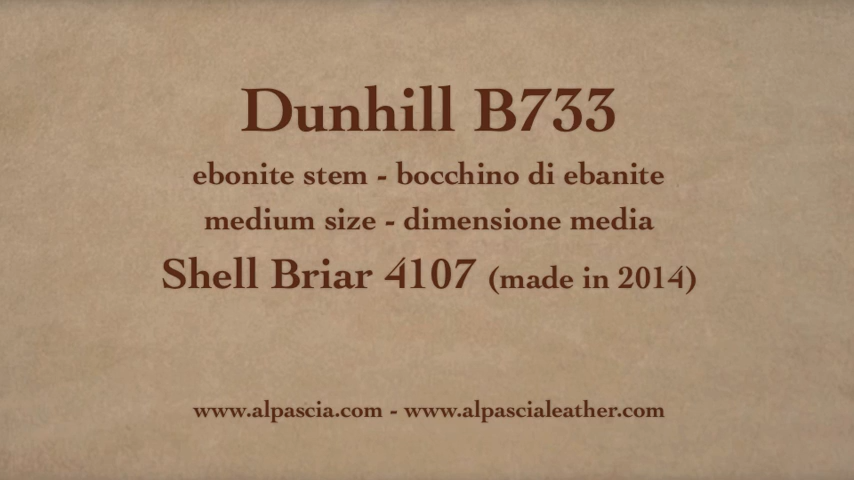 Dunhill B733
ebonite stem - bocchino di ebanite
medium size - dimensione media
Shell Briar 4107 (made in 2014)
www.alpascia.com - www.alpascialeather.com